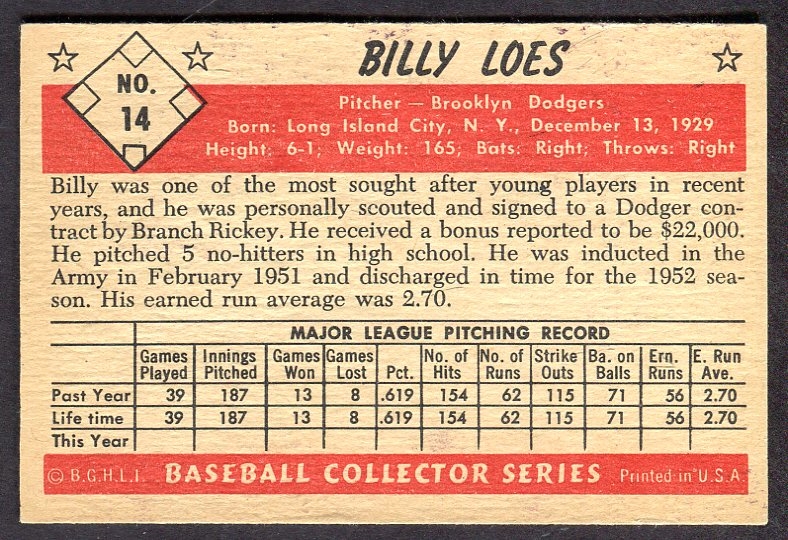 BILLY LOES
NO.
14
Pitcher — Brooklyn Dodgers
Born: Long Island City, N. Y., December 13, 1929
Height: 6-1; Weight: 165; Bats: Right; Throws: Right
Billy was one of the most sought after young players in recent
years, and he was personally scouted and signed to a Dodger con-
tract by Branch Rickey. He received a bonus reported to be $22,000.
He pitched 5 no-hitters in high school. He was inducted in the
Army in February 1951 and discharged in time for the 1952 sea-
son. His earned run average was 2.70.
MAJOR LEAGUE PITCHING RECORD
Games Innings Games Games No. of No. of Strike Ba. on Ern. E. Run
Played Pitched Won Lost Pct. Hits Runs Outs Balls Runs Ave.
Past Year 39 187 13 8 .619 154 62 115 71 56 2.70
Life time 39 187 13 8 .619 154 62 115 71 56 2.70
This Year
© B.G.H.L.I. BASEBALL COLLECTOR SERIES Printed in U.S.A.